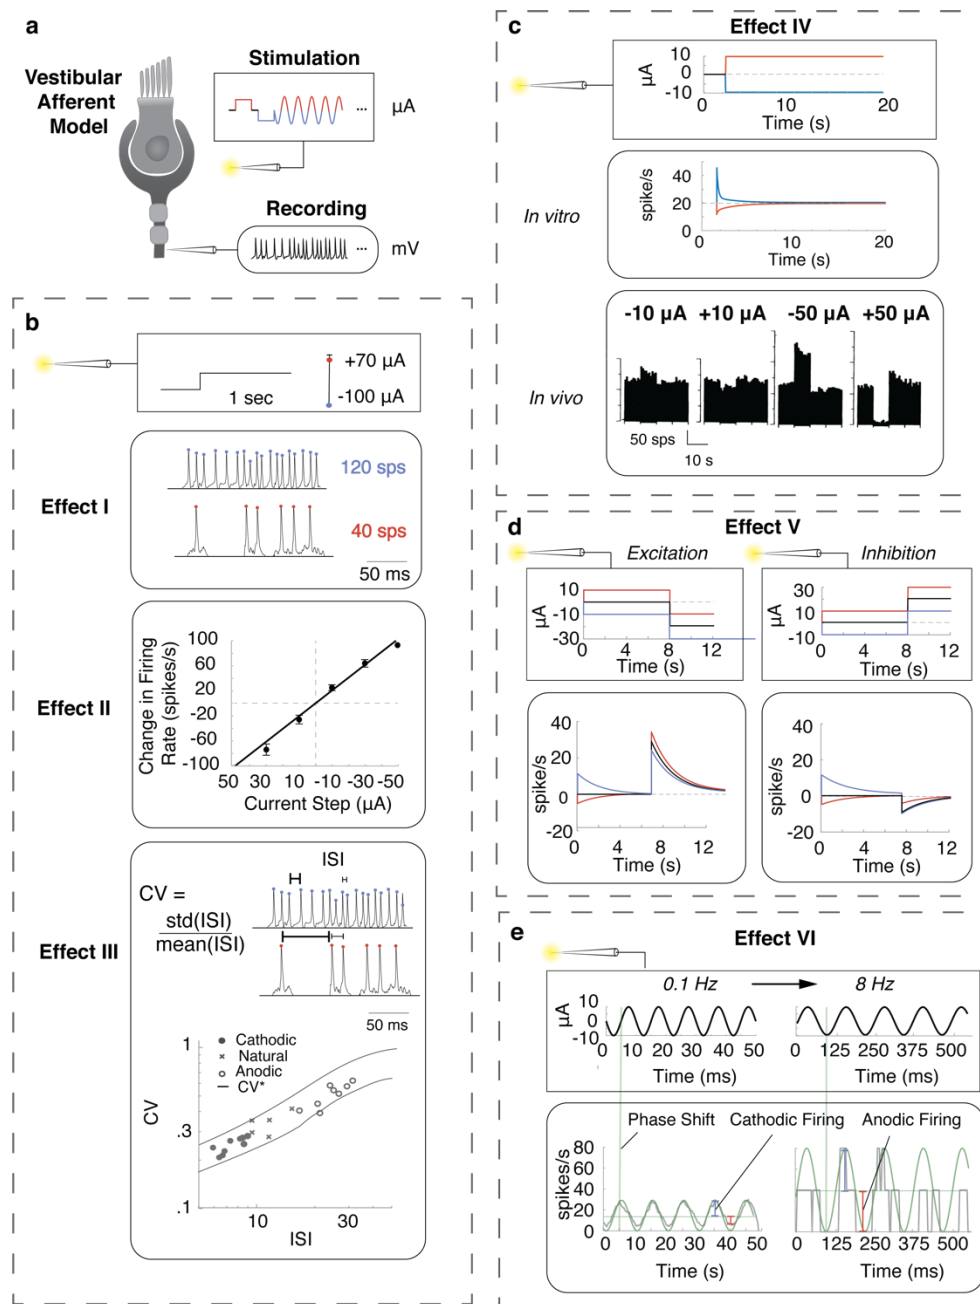 a
Vestibular
Afferent
Model
Stimulation
...
µA
Recording
...
mV
b
1 sec
+70 µA
-100 µA
Effect I
120 sps
40 sps
50 ms
Effect II
Change in Firing
Rate (spikes/s)
100
60
20
-20
-60
-100
50 30 10 -10 -30 -50
Current Step (µA)
Effect III
ISI
CV =
std(ISI)
mean(ISI)
50 ms
Cathodic
Natural
Anodic
CV*
CV
1
.3
.1
10 30
ISI
c
Effect IV
µA
10
0
-10
0 10 20
Time (s)
In vitro
spike/s
40
20
0
0 10 20
Time (s)
In vivo
-10 µA +10 µA -50 µA +50 µA
50 sps
10 s
d
Effect V
Excitation
Inhibition
µA
10
-10
-30
0 4 8 12
Time (s)
µA
30
10
-10
0 4 8 12
Time (s)
spike/s
40
20
0
-20
0 4 8 12
Time (s)
spike/s
40
20
0
-20
0 4 8 12
Time (s)
e
Effect VI
0.1 Hz
8 Hz
µA
10
0
-10
0 10 20 30 40 50
Time (ms)
10
0
-10
0 125 250 375 500
Time (ms)
Phase Shift
Cathodic Firing
Anodic Firing
spikes/s
80
60
40
20
0
0 10 20 30 40 50
Time (s)
80
60
40
20
0
0 125 250 375 500
Time (ms)